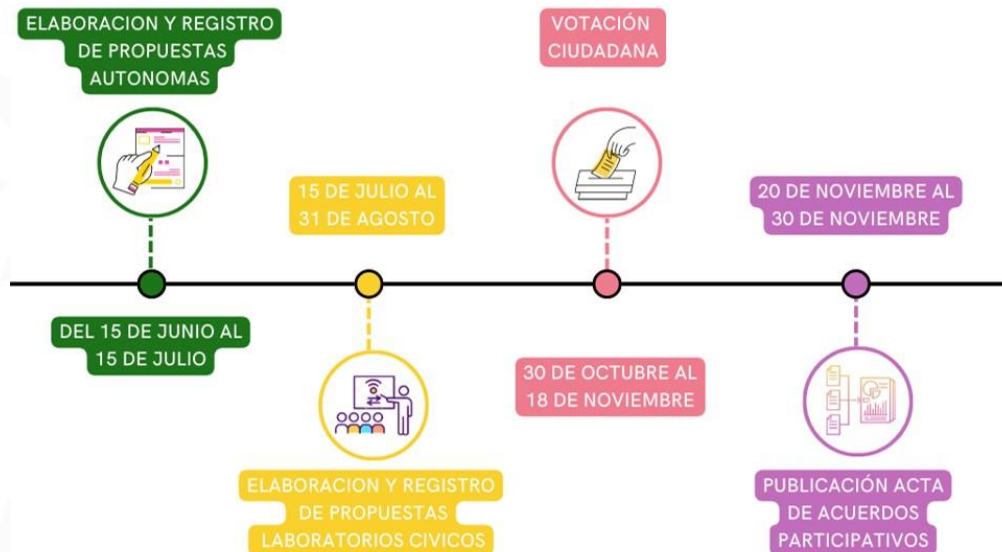 ELABORACION Y REGISTRO
DE PROPUESTAS
AUTONOMAS
DEL 15 DE JUNIO AL
15 DE JULIO
15 DE JULIO AL
31 DE AGOSTO
ELABORACION Y REGISTRO
DE PROPUESTAS
LABORATORIOS CIVICOS
VOTACIÓN
CIUDADANA
30 DE OCTUBRE AL
18 DE NOVIEMBRE
20 DE NOVIEMBRE AL
30 DE NOVIEMBRE
PUBLICACIÓN ACTA
DE ACUERDOS
PARTICIPATIVOS